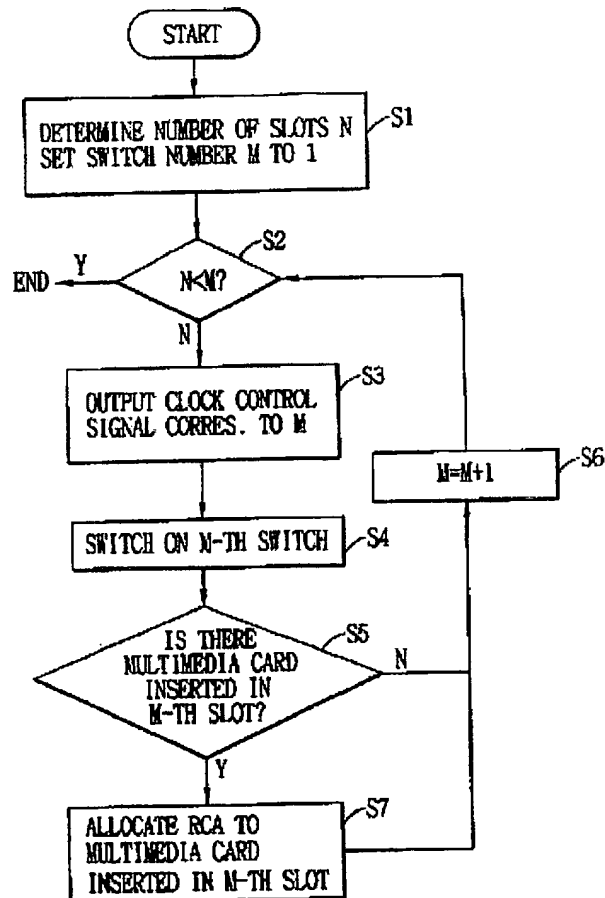 START
DETERMINE NUMBER OF SLOTS N
SET SWITCH NUMBER M TO 1
S1
S2
N<M?
Y
END
N
S3
OUTPUT CLOCK CONTROL
SIGNAL CORRES. TO M
M=M+1
S6
SWITCH ON M-TH SWITCH
S4
S5
IS THERE
MULTIMEDIA CARD
INSERTED IN
M-TH SLOT?
N
Y
S7
ALLOCATE RCA TO
MULTIMEDIA CARD
INSERTED IN M-TH SLOT